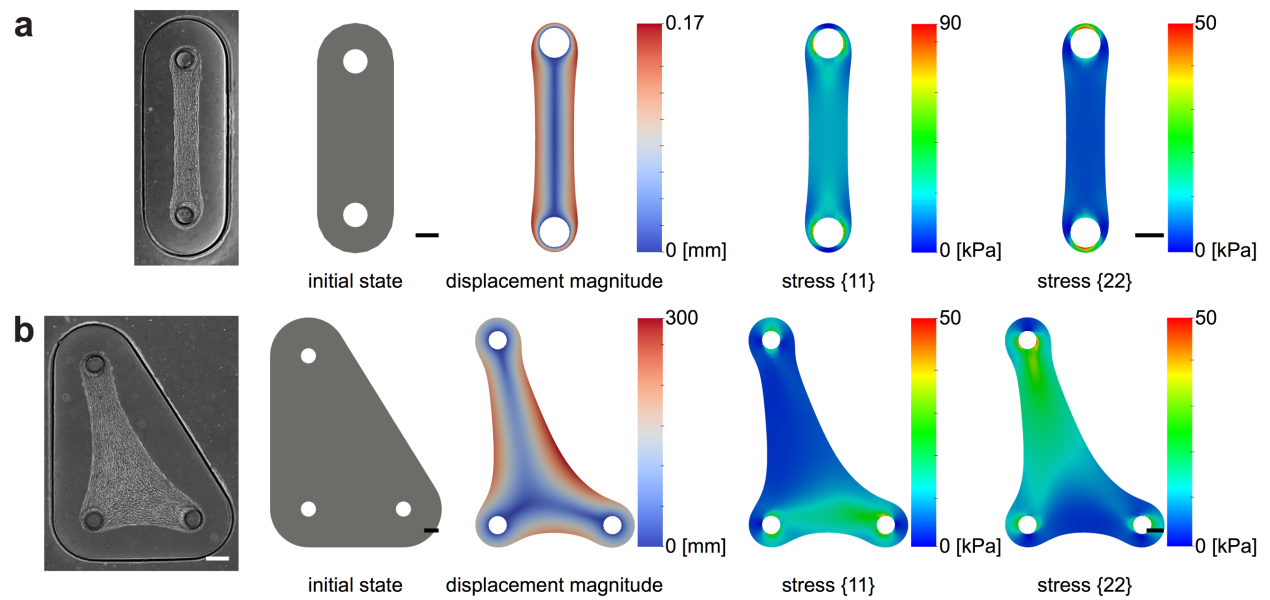 a
0.17
0 [mm]
90
0 [kPa]
50
0 [kPa]
initial state
displacement magnitude
stress {11}
stress {22}
b
300
0 [mm]
50
0 [kPa]
50
0 [kPa]
initial state
displacement magnitude
stress {11}
stress {22}